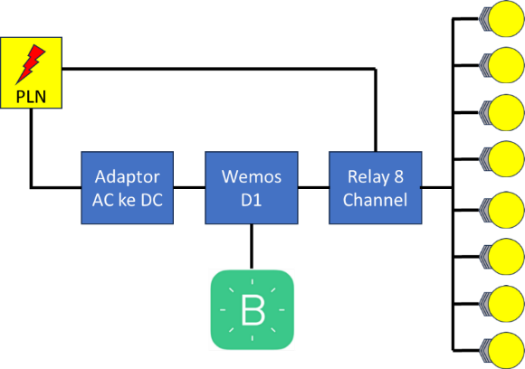 PLN
Adaptor
AC ke DC
Wemos
D1
Relay 8
Channel
B